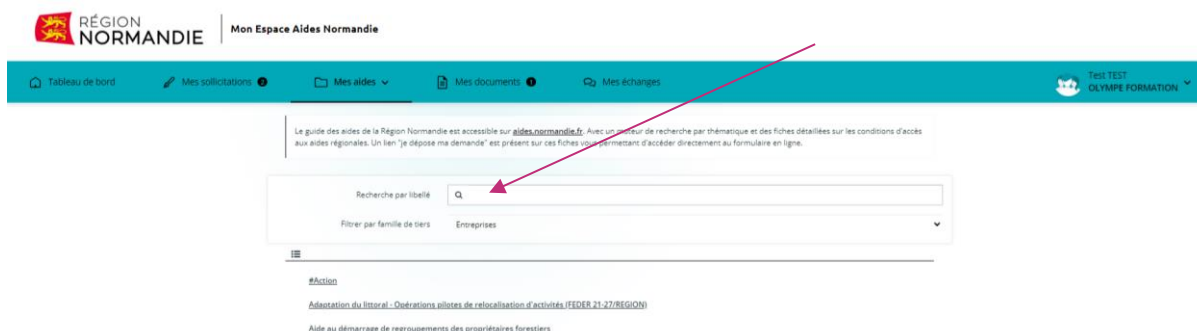 RÉGION
NORMANDIE
Mon Espace Aides Normandie
Tableau de bord
Mes sollicitations 2
Mes aides
Mes documents 1
Mes échanges
Test TEST
OLYMPE FORMATION
Le guide des aides de la Région Normandie est accessible sur aides.normandie.fr. Avec un moteur de recherche par thématique et des fiches détaillées sur les conditions d'accès
aux aides régionales. Un lien "je dépose ma demande" est présent sur ces fiches vous permettant d'accéder directement au formulaire en ligne.
Recherche par libellé
Filtrer par famille de tiers
Entreprises
#Action
Adaptation du littoral - Opérations pilotes de relocalisation d'activités (FEDER 21-27/REGION)
Aide au démarrage de regroupements des propriétaires forestiers